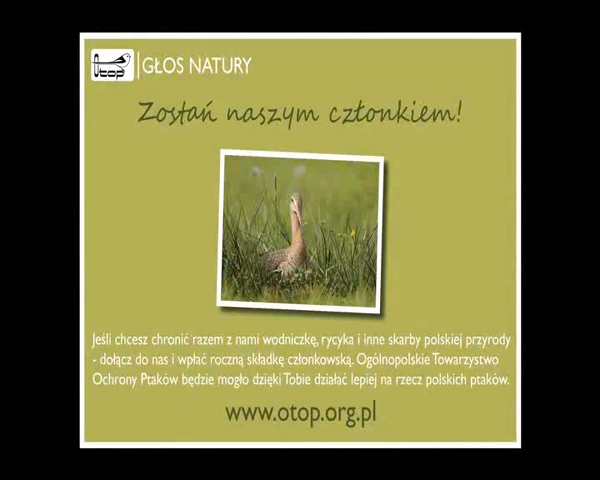 otop GŁOS NATURY
Zostań naszym członkiem!
Jeśli chcesz chronić razem z nami wodniczkę, rycyka i inne skarby polskiej przyrody
- dołącz do nas i wpłać roczną składkę członkowską. Ogólnopolskie Towarzystwo
Ochrony Ptaków będzie mogło dzięki Tobie działać lepiej na rzecz polskich ptaków.
www.otop.org.pl